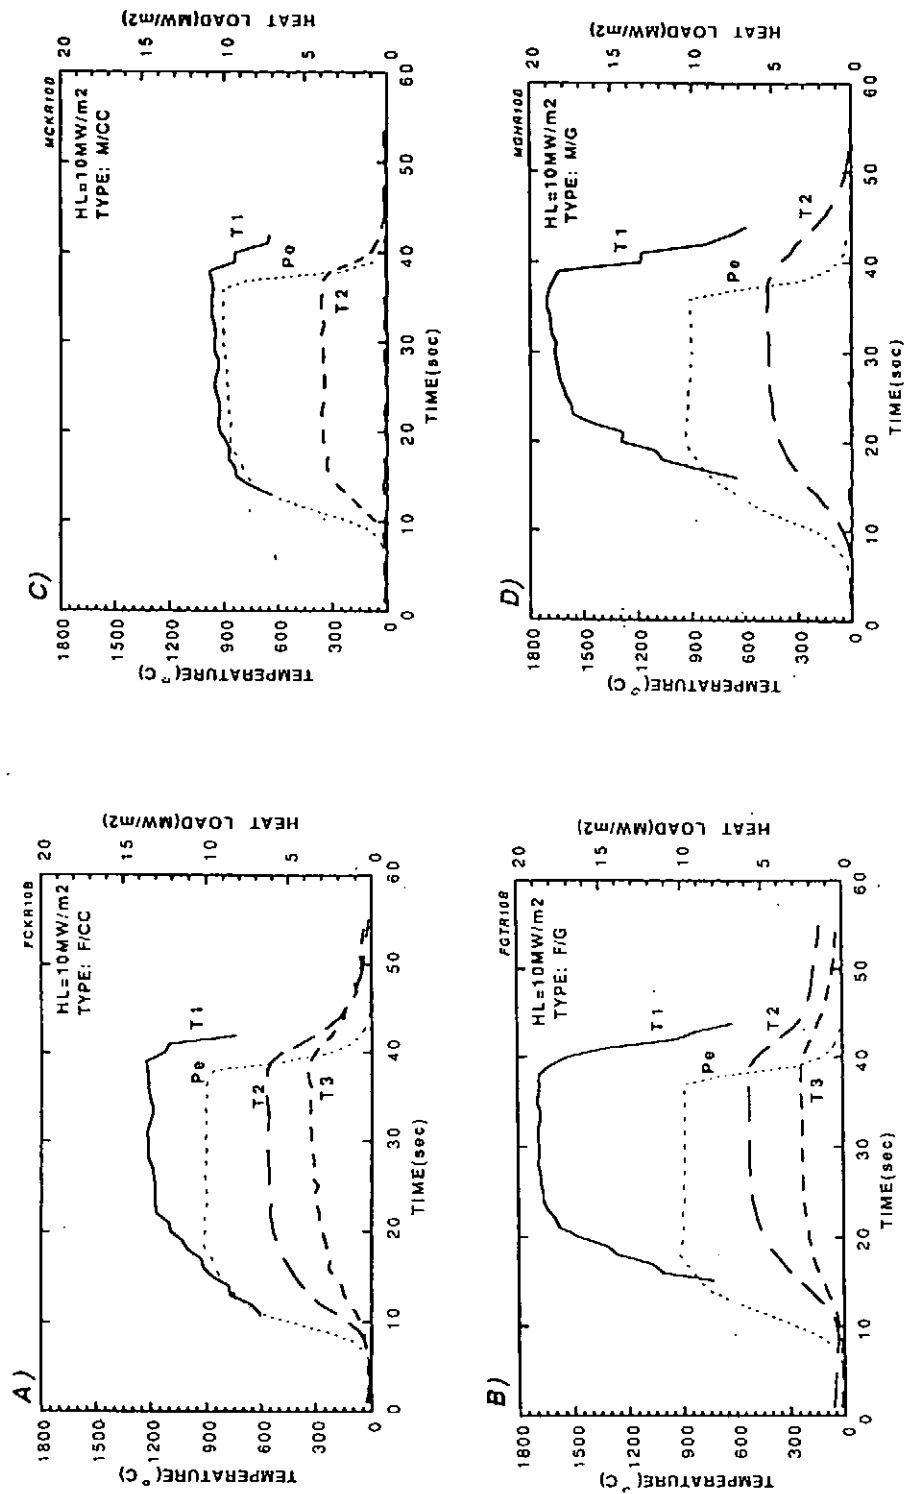 A)
FCKR10B
HL=10MW/m2
TYPE: F/CC
TEMPERATURE(°C)
1800
1500
1200
900
600
300
0
HEAT LOAD(MW/m2)
20
15
10
5
0
T1
Pe
T2
T3
0 10 20 30 40 50 60
TIME(sec)
B)
FGTR10B
HL=10MW/m2
TYPE: F/G
TEMPERATURE(°C)
1800
1500
1200
900
600
300
0
HEAT LOAD(MW/m2)
20
15
10
5
0
T1
Pe
T2
T3
0 10 20 30 40 50 60
TIME(sec)
C)
MCKR10D
HL=10MW/m2
TYPE: M/CC
TEMPERATURE(°C)
1800
1500
1200
900
600
300
0
HEAT LOAD(MW/m2)
20
15
10
5
0
T1
Pe
T2
0 10 20 30 40 50 60
TIME(sec)
D)
MGHR10B
HL=10MW/m2
TYPE: M/G
TEMPERATURE(°C)
1800
1500
1200
900
600
300
0
HEAT LOAD(MW/m2)
20
15
10
5
0
T1
Pe
T2
0 10 20 30 40 50 60
TIME(sec)